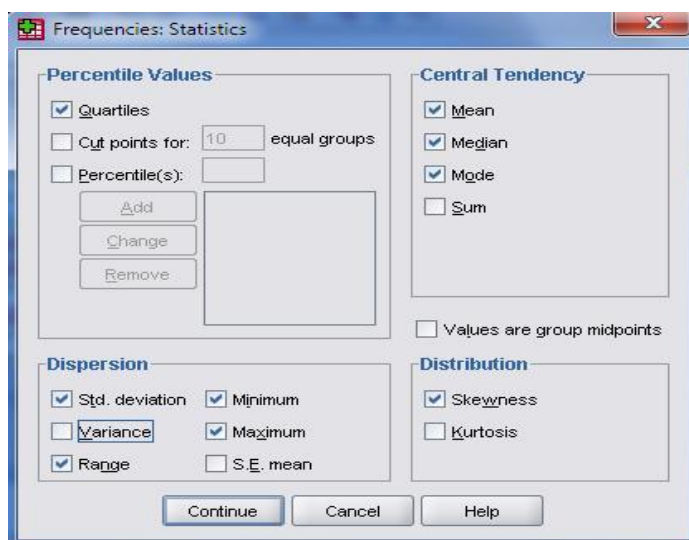 Frequencies: Statistics
Percentile Values
Quartiles
Cut points for: 10 equal groups
Percentile(s):
Add
Change
Remove
Central Tendency
Mean
Median
Mode
Sum
Values are group midpoints
Dispersion
Std. deviation
Minimum
Variance
Maximum
Range
S.E. mean
Distribution
Skewness
Kurtosis
Continue
Cancel
Help